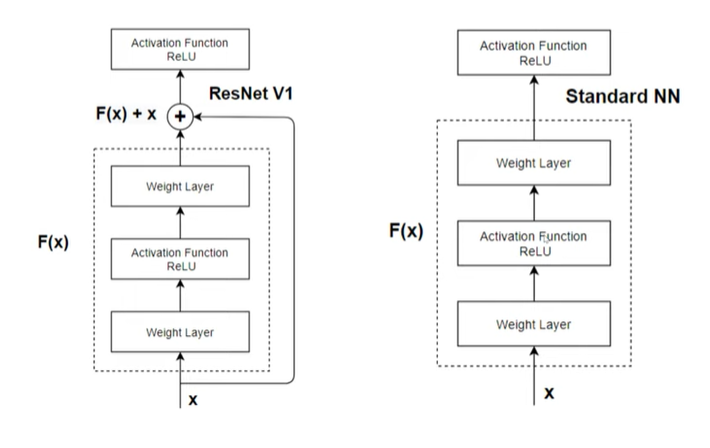 Activation Function
ReLU
ResNet V1
F(x) + x
+
Weight Layer
F(x)
Activation Function
ReLU
Weight Layer
x
Activation Function
ReLU
Standard NN
Weight Layer
F(x)
Activation Function
ReLU
Weight Layer
x